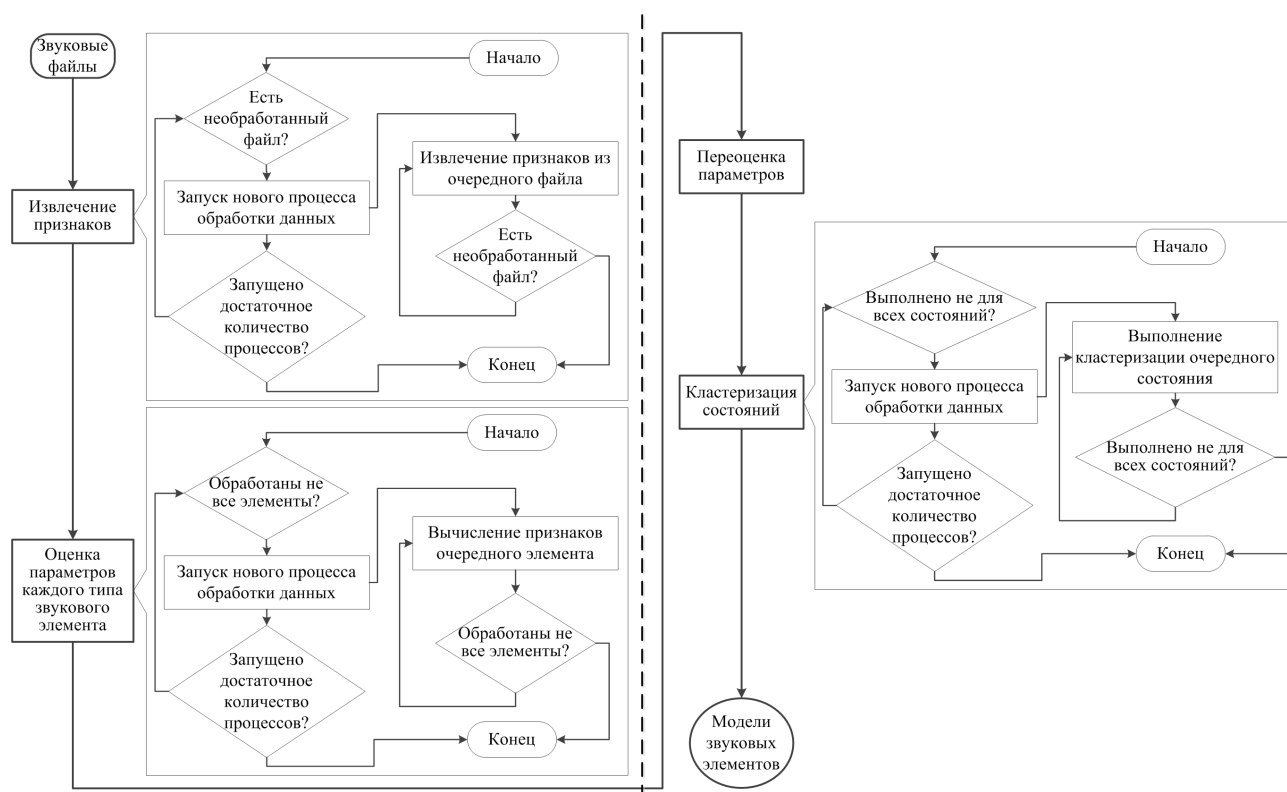 Звуковые
файлы
Извлечение
признаков
Оценка
параметров
каждого типа
звукового
элемента
Начало
Есть
необработанный
файл?
Запуск нового процесса
обработки данных
Запущено
достаточное
количество
процессов?
Извлечение признаков из
очередного файла
Есть
необработанный
файл?
Конец
Начало
Обработаны не
все элементы?
Запуск нового процесса
обработки данных
Запущено
достаточное
количество
процессов?
Вычисление признаков
очередного элемента
Обработаны не
все элементы?
Конец
Переоценка
параметров
Кластеризация
состояний
Модели
звуковых
элементов
Начало
Выполнено не для
всех состояний?
Запуск нового процесса
обработки данных
Запущено
достаточное
количество
процессов?
Выполнение
кластеризации очередного
состояния
Выполнено не для
всех состояний?
Конец